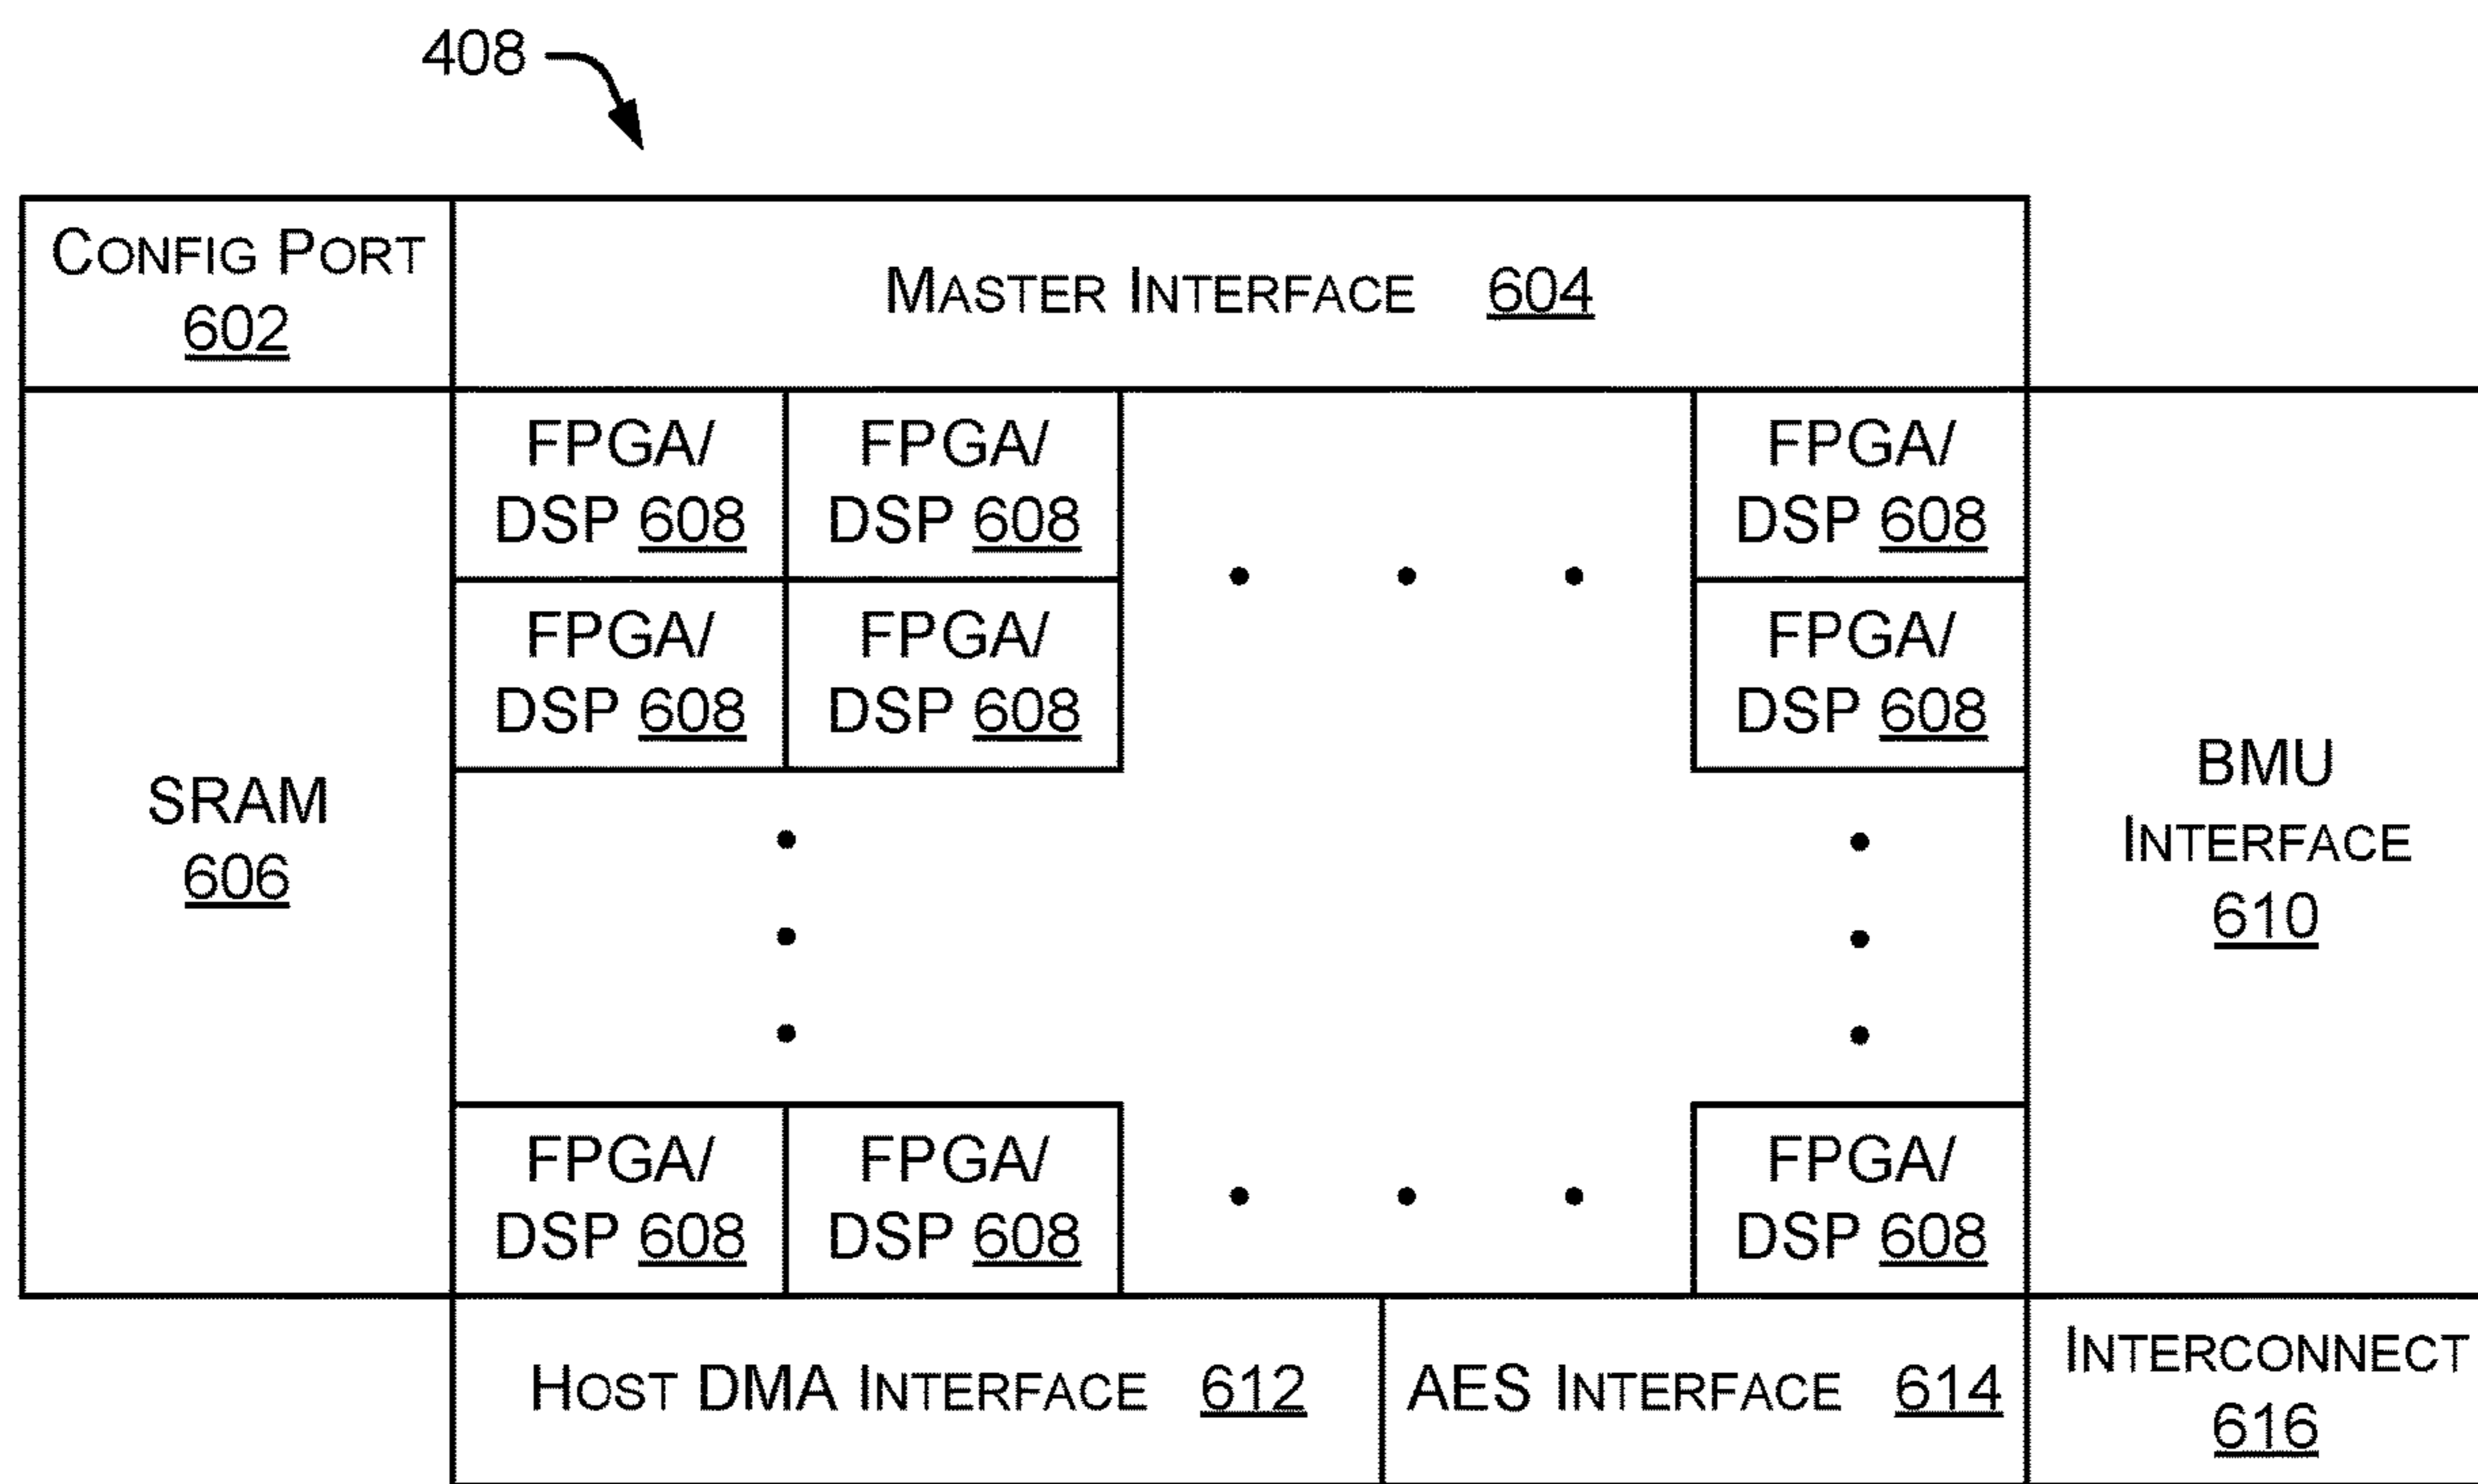 408
CONFIG PORT
602
MASTER INTERFACE 604
FPGA/
DSP 608
FPGA/
DSP 608
FPGA/
DSP 608
FPGA/
DSP 608
FPGA/
DSP 608
FPGA/
DSP 608
SRAM
606
BMU
INTERFACE
610
FPGA/
DSP 608
FPGA/
DSP 608
FPGA/
DSP 608
HOST DMA INTERFACE 612
AES INTERFACE 614
INTERCONNECT
616